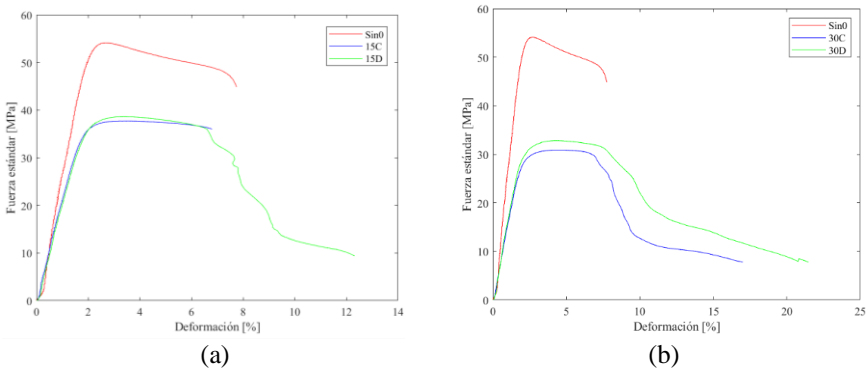 60
50
40
30
20
10
0
Fuerza estándar [MPa]
0 2 4 6 8 10 12 14
Deformación [%]
Sin0
15C
15D
(a)
60
50
40
30
20
10
0
Fuerza estándar [MPa]
0 5 10 15 20 25
Deformación [%]
Sin0
30C
30D
(b)